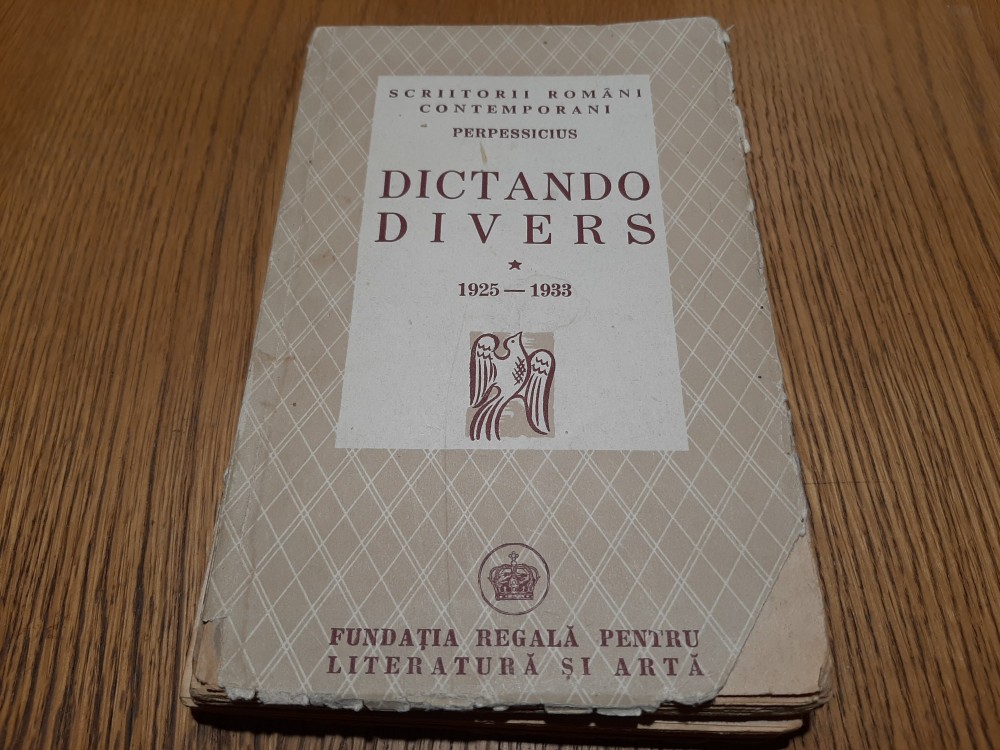 SCRIITORII ROMÂNI
CONTEMPORANI
PERPESSICIUS
DICTANDO
DIVERS
1925 — 1933
FUNDAȚIA REGALĂ PENTRU
LITERATURĂ ȘI ARTĂ